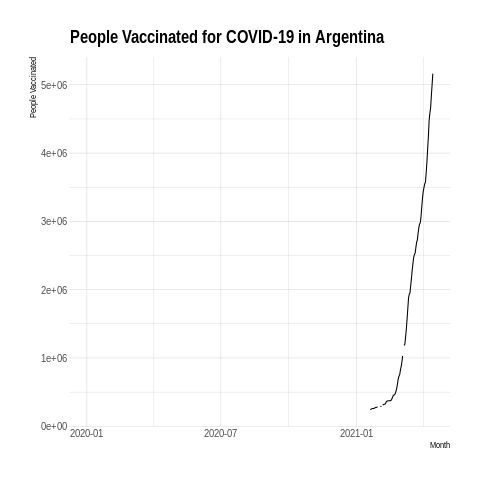 People Vaccinated for COVID-19 in Argentina
People Vaccinated
5e+06
4e+06
3e+06
2e+06
1e+06
0e+00
2020-01 2020-07 2021-01
Month